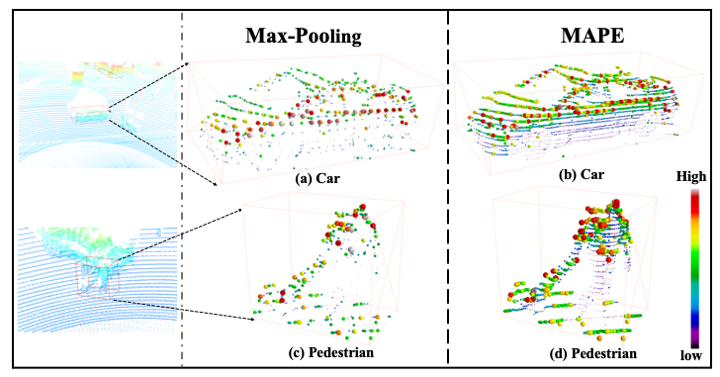 Max-Pooling
MAPE
(a) Car
(b) Car
High
(c) Pedestrian
(d) Pedestrian
low